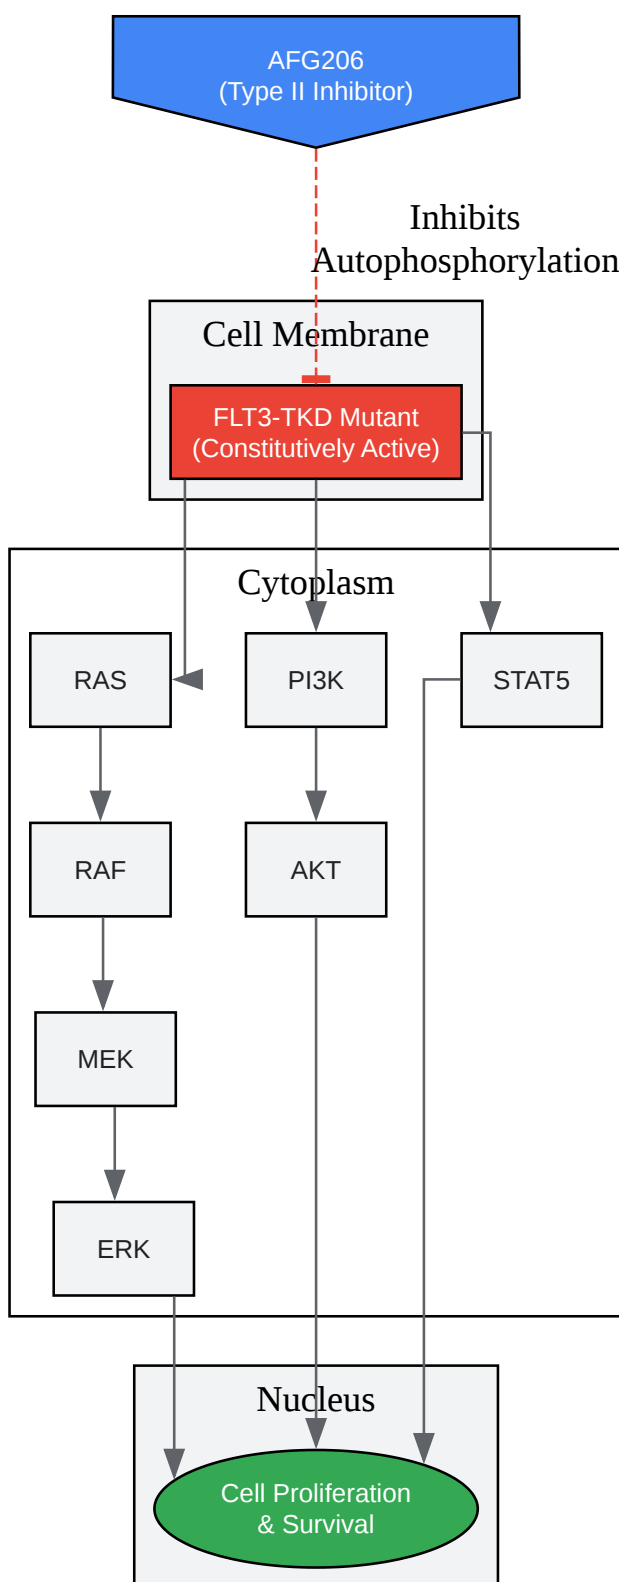 AFG206
(Type II Inhibitor)
Inhibits
Autophosphorylation
Cell Membrane
FLT3-TKD Mutant
(Constitutively Active)
Cytoplasm
RAS
PI3K
STAT5
RAF
AKT
MEK
ERK
Nucleus
Cell Proliferation
& Survival